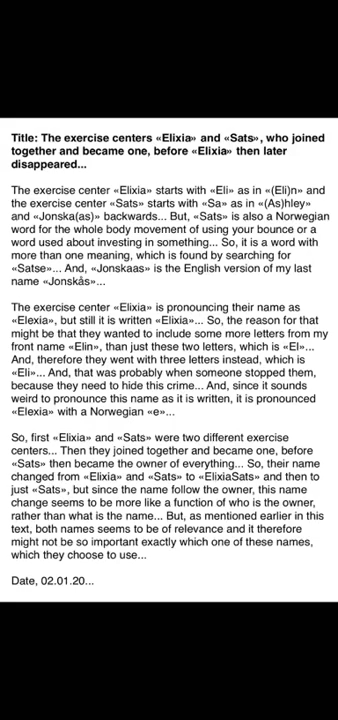 Title: The exercise centers «Elixia» and «Sats», who joined
together and became one, before «Elixia» then later
disappeared...
The exercise center «Elixia» starts with «Eli» as in «(Eli)n» and
the exercise center «Sats» starts with «Sa» as in «(As)hley»
and «Jonska(as)» backwards... But, «Sats» is also a Norwegian
word for the whole body movement of using your bounce or a
word used about investing in something... So, it is a word with
more than one meaning, which is found by searching for
«Satse»... And, «Jonskaas» is the English version of my last
name «Jonskås»...
The exercise center «Elixia» is pronouncing their name as
«Elexia», but still it is written «Elixia»... So, the reason for that
might be that they wanted to include some more letters from my
front name «Elin», than just these two letters, which is «El»...
And, therefore they went with three letters instead, which is
«Eli»... And, that was probably when someone stopped them,
because they need to hide this crime... And, since it sounds
weird to pronounce this name as it is written, it is pronounced
«Elexia» with a Norwegian «e»...
So, first «Elixia» and «Sats» were two different exercise
centers... Then they joined together and became one, before
«Sats» then became the owner of everything... So, their name
changed from «Elixia» and «Sats» to «ElixiaSats» and then to
just «Sats», but since the name follow the owner, this name
change seems to be more like a function of who is the owner,
rather than what is the name... But, as mentioned earlier in this
text, both names seems to be of relevance and it therefore
might not be so important exactly which one of these names,
which they choose to use...
Date, 02.01.20...